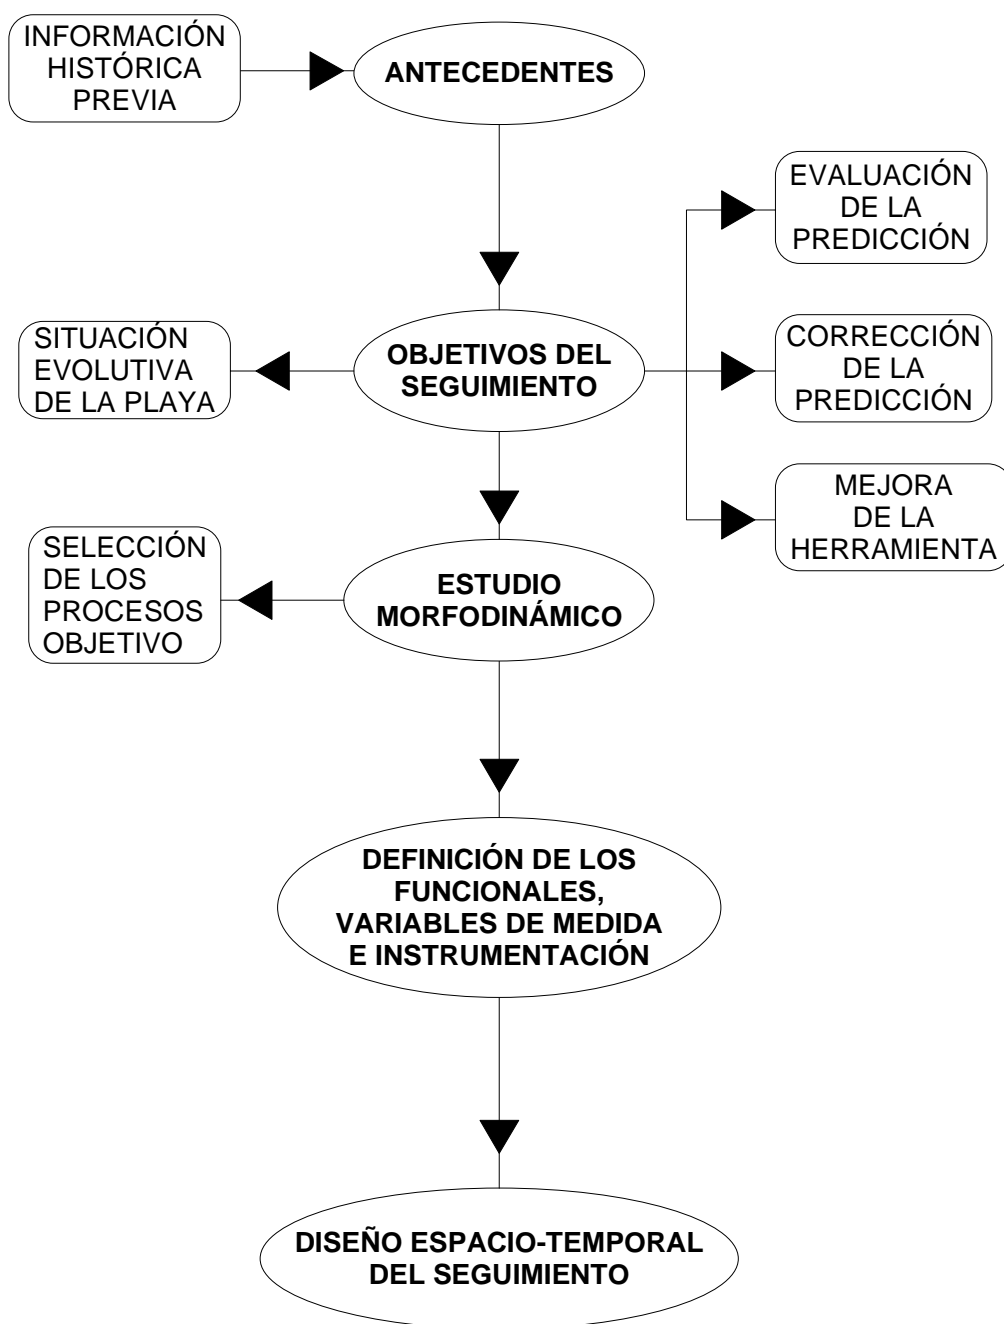 INFORMACIÓN
HISTÓRICA
PREVIA
ANTECEDENTES
EVALUACIÓN
DE LA
PREDICCIÓN
SITUACIÓN
EVOLUTIVA
DE LA PLAYA
OBJETIVOS DEL
SEGUIMIENTO
CORRECCIÓN
DE LA
PREDICCIÓN
MEJORA
DE LA
HERRAMIENTA
SELECCIÓN
DE LOS
PROCESOS
OBJETIVO
ESTUDIO
MORFODINÁMICO
DEFINICIÓN DE LOS
FUNCIONALES,
VARIABLES DE MEDIDA
E INSTRUMENTACIÓN
DISEÑO ESPACIO-TEMPORAL
DEL SEGUIMIENTO